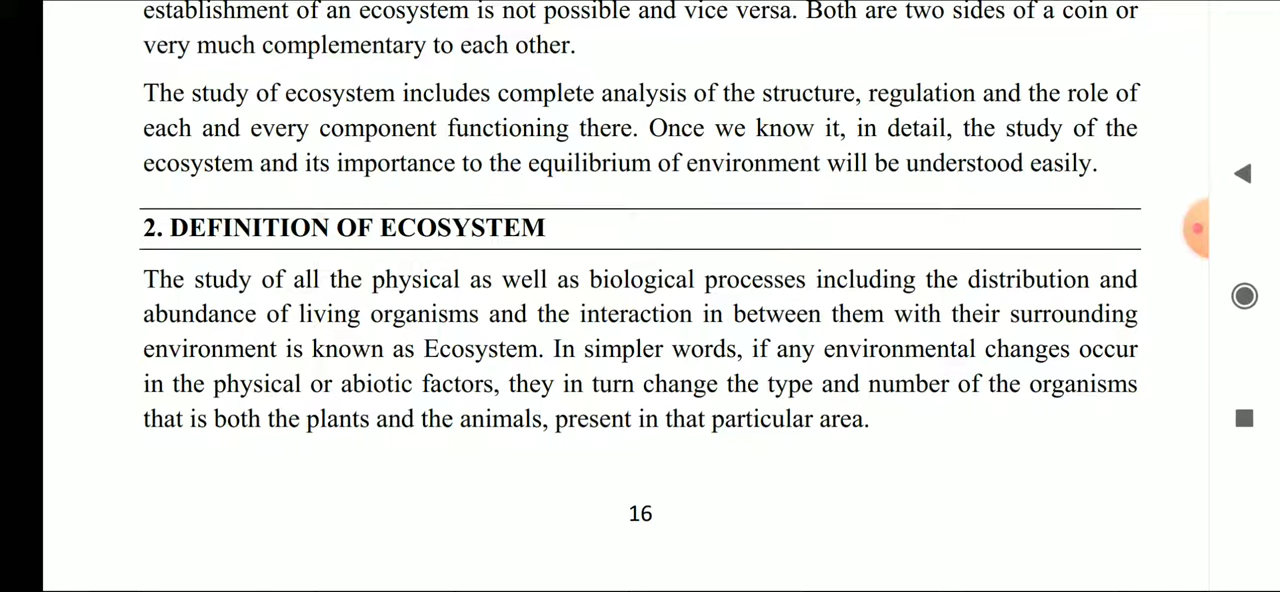 establishment of an ecosystem is not possible and vice versa. Both are two sides of a coin or
very much complementary to each other.
The study of ecosystem includes complete analysis of the structure, regulation and the role of
each and every component functioning there. Once we know it, in detail, the study of the
ecosystem and its importance to the equilibrium of environment will be understood easily.
2. DEFINITION OF ECOSYSTEM
The study of all the physical as well as biological processes including the distribution and
abundance of living organisms and the interaction in between them with their surrounding
environment is known as Ecosystem. In simpler words, if any environmental changes occur
in the physical or abiotic factors, they in turn change the type and number of the organisms
that is both the plants and the animals, present in that particular area.
16